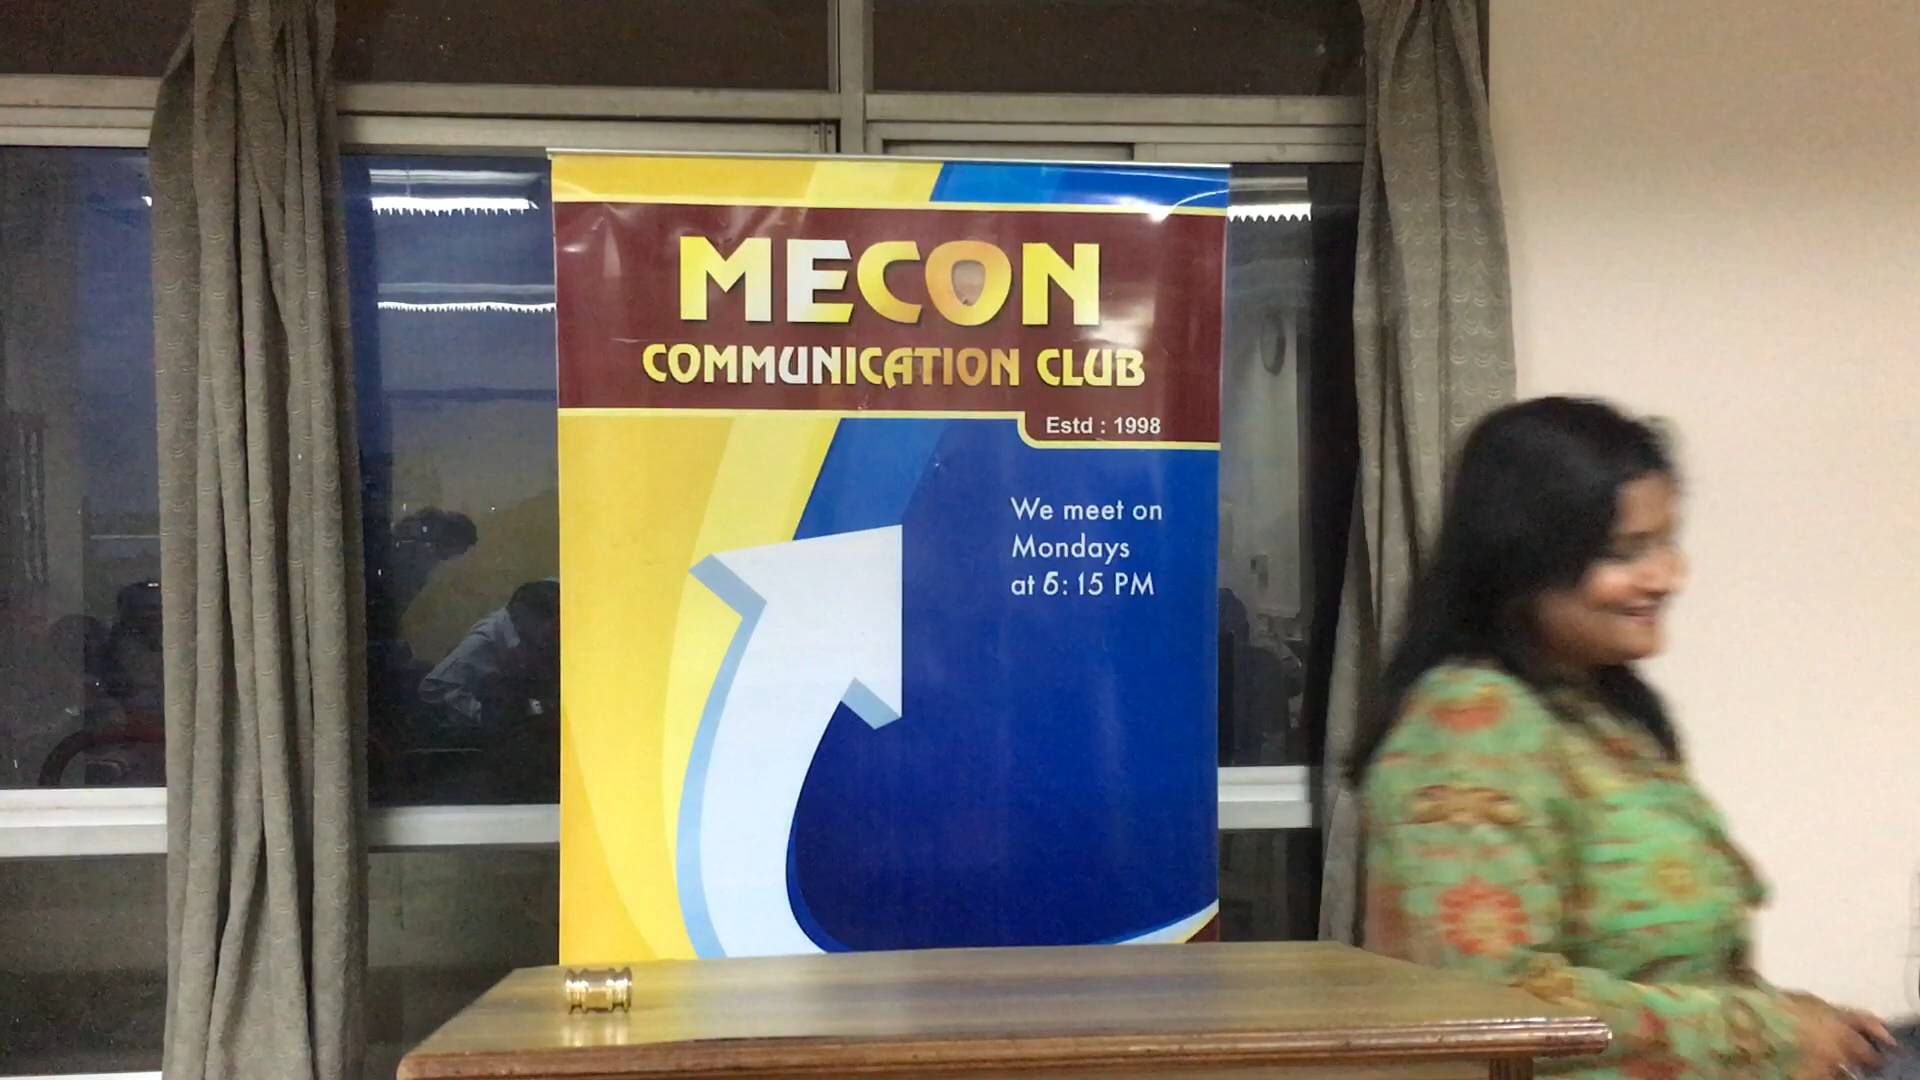 MECON
COMMUNICATION CLUB
Estd : 1998
We meet on
Mondays
at 6: 15 PM